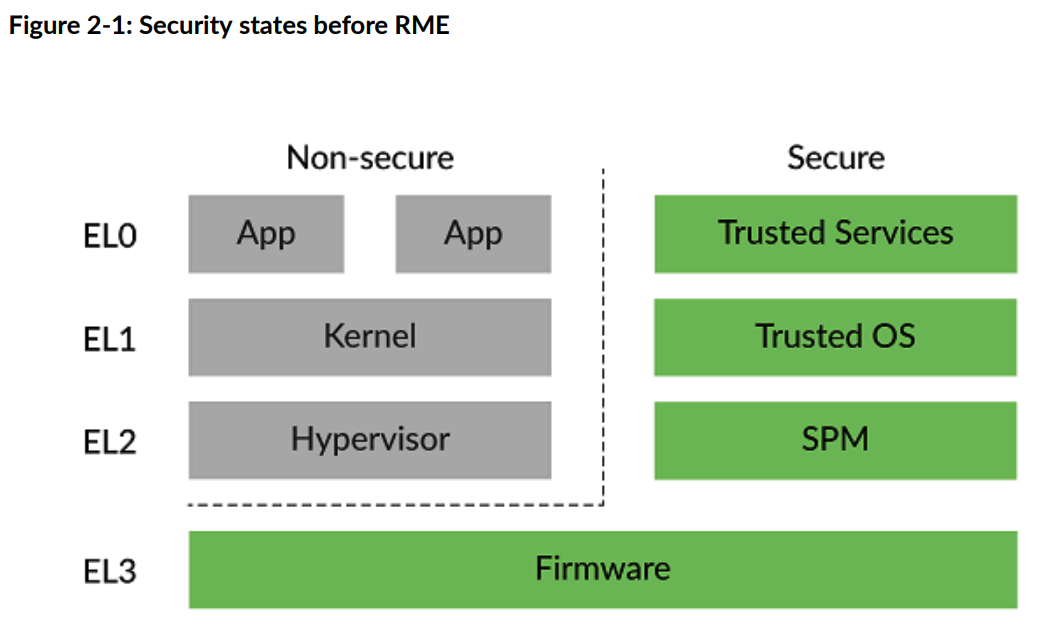 Figure 2-1: Security states before RME
Non-secure Secure
EL0 App App Trusted Services
EL1 Kernel Trusted OS
EL2 Hypervisor SPM
EL3 Firmware